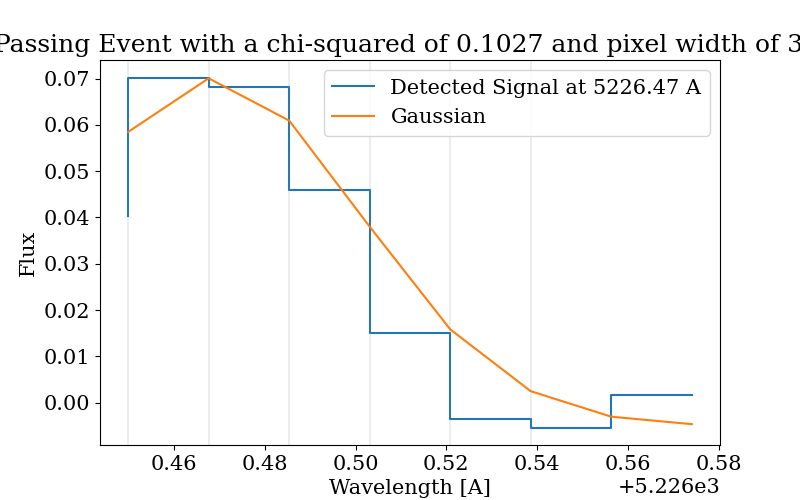 Passing Event with a chi-squared of 0.1027 and pixel width of 3
Detected Signal at 5226.47 A
Gaussian
Flux
0.07
0.06
0.05
0.04
0.03
0.02
0.01
0.00
0.46 0.48 0.50 0.52 0.54 0.56 0.58
+5.226e3
Wavelength [A]